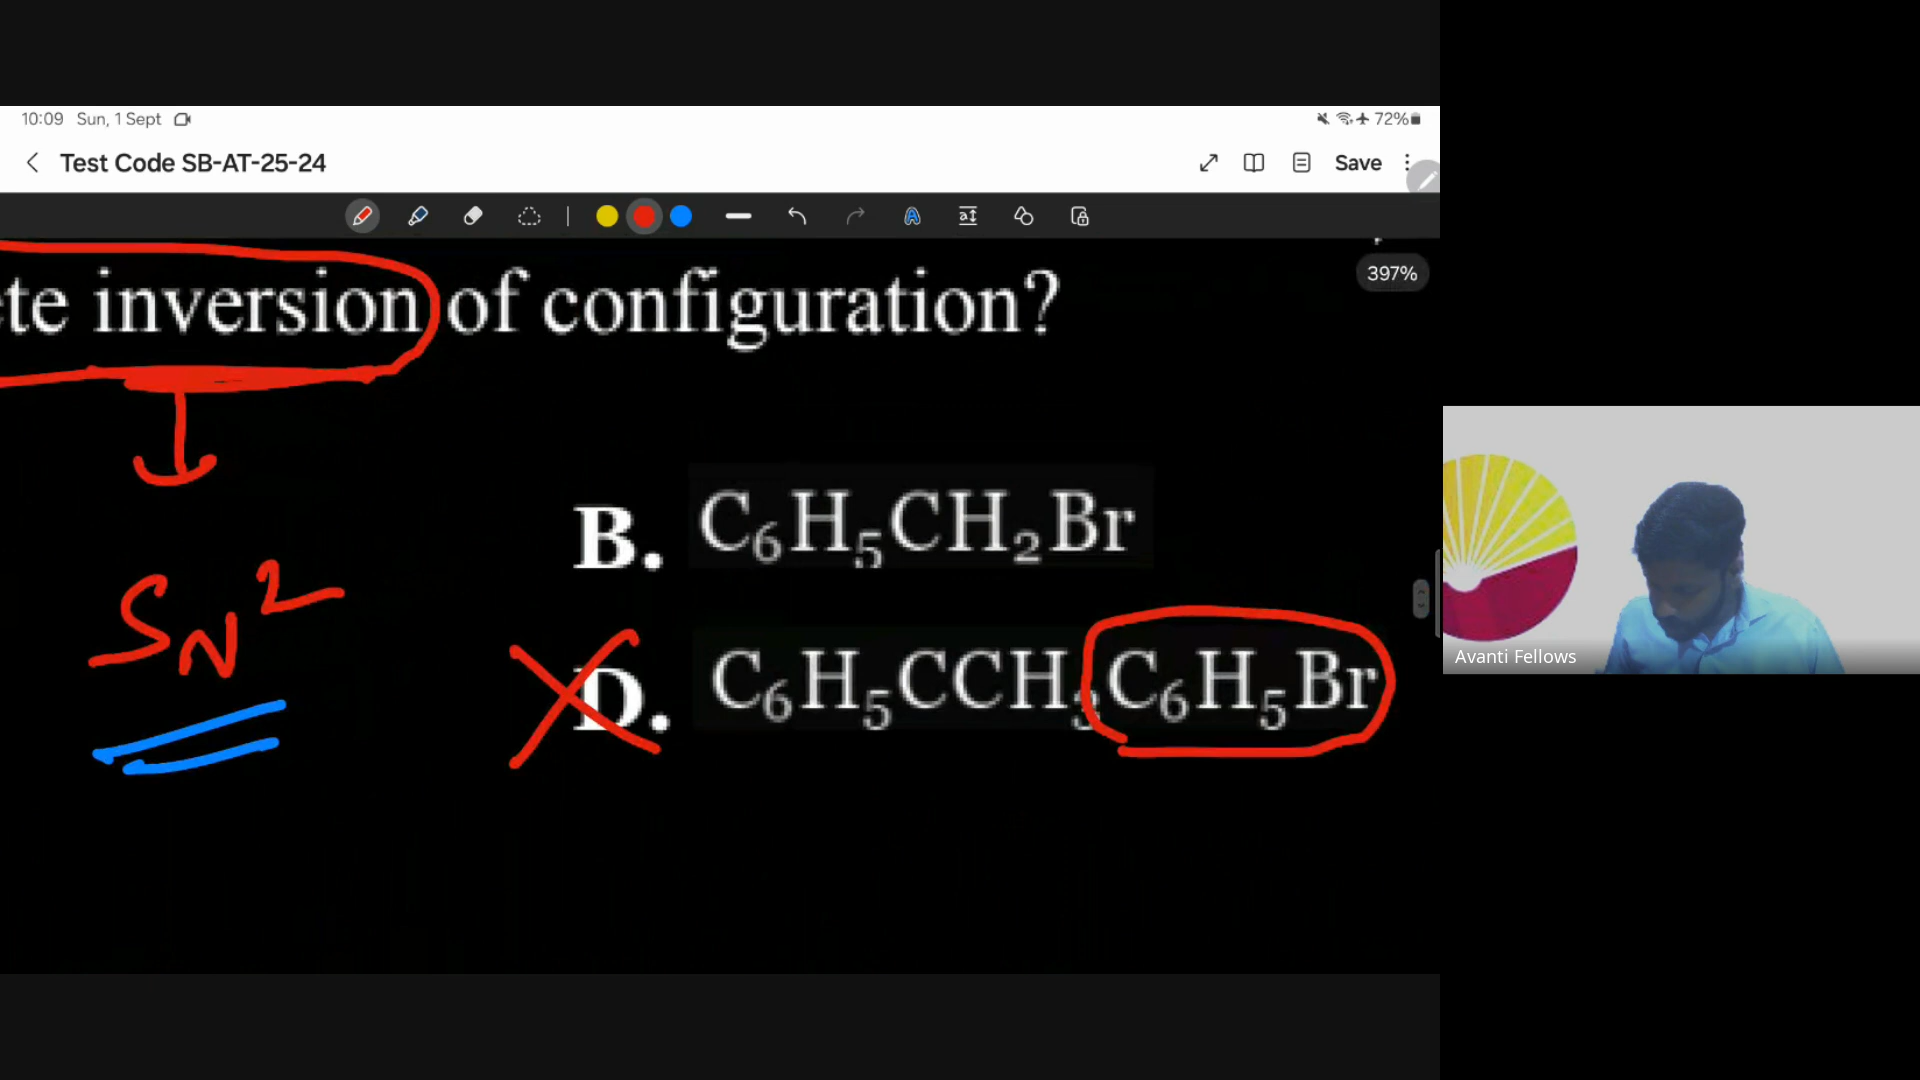 10:09 Sun, 1 Sept 72%
Test Code SB-AT-25-24 Save
397%
te inversion of configuration?
SN2
B. C₆H₅CH₂Br
D. C₆H₅CCH₃C₆H₅Br
Avanti Fellows